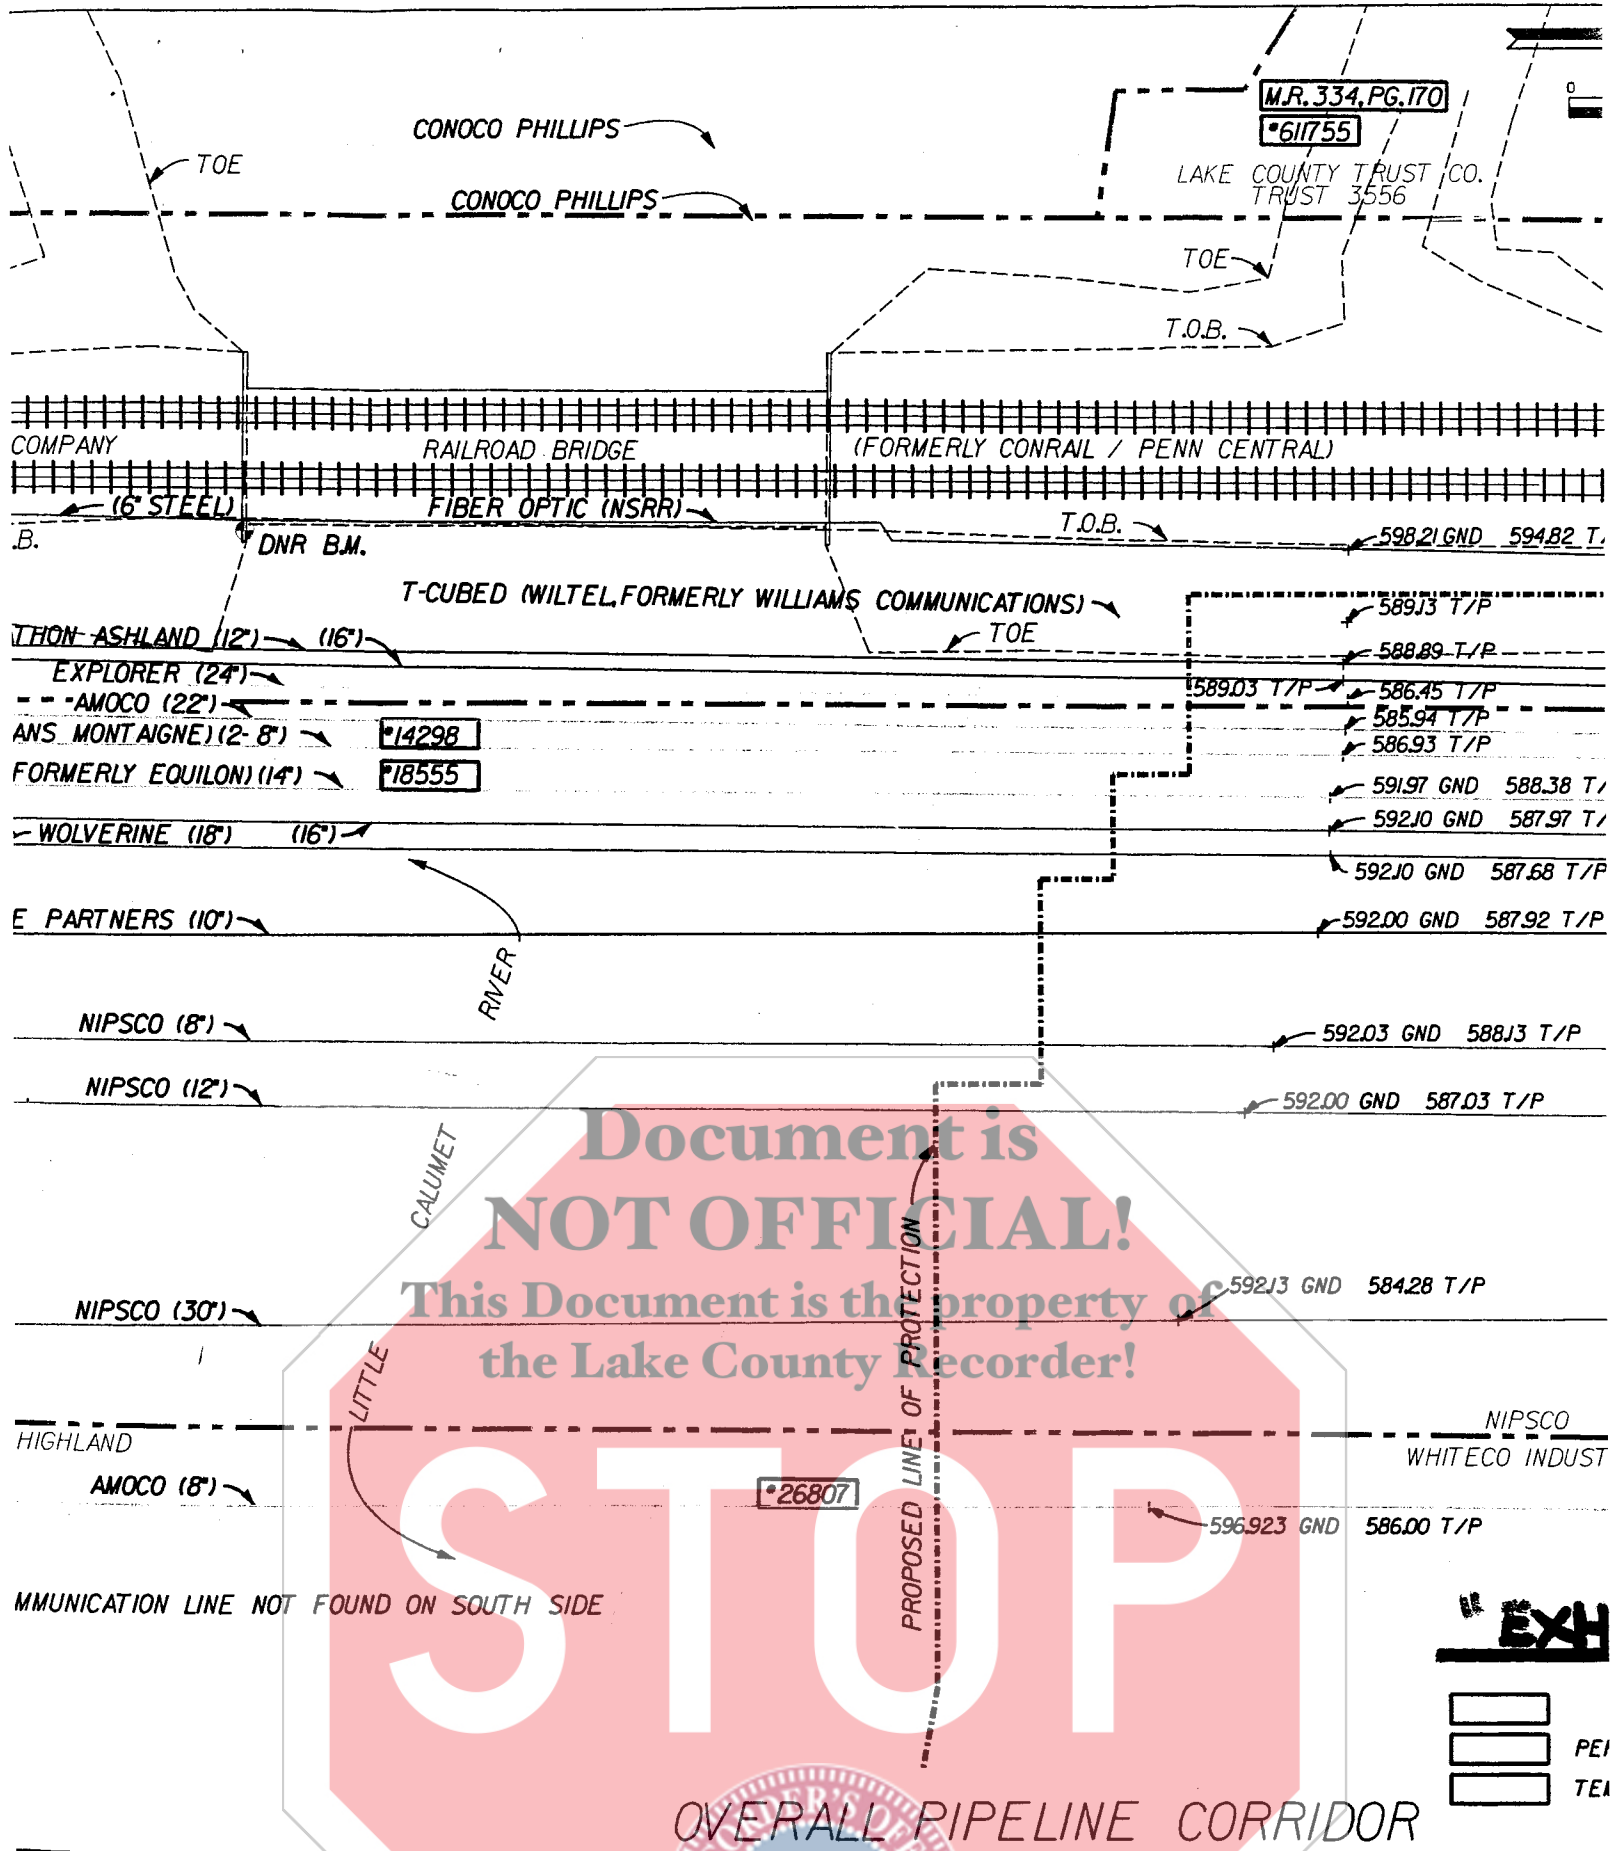 CONOCO PHILLIPS
M.R. 334, PG. 170
*611755
0
TOE
LAKE COUNTY TRUST CO.
TRUST 3556
CONOCO PHILLIPS
TOE
T.O.B.
COMPANY
RAILROAD BRIDGE
(FORMERLY CONRAIL / PENN CENTRAL)
(6" STEEL)
FIBER OPTIC (NSRR)
T.O.B.
.B.
DNR B.M.
598.21 GND 594.82 T/
T-CUBED (WILTEL, FORMERLY WILLIAMS COMMUNICATIONS)
589.13 T/P
THON ASHLAND (12") (16")
TOE
588.89 T/P
EXPLORER (24")
589.03 T/P
586.45 T/P
AMOCO (22")
585.94 T/P
ANS MONTAIGNE) (2-8")
*14298
586.93 T/P
FORMERLY EQUILON) (14")
*18555
591.97 GND 588.38 T/
592.10 GND 587.97 T/
WOLVERINE (18") (16")
592.10 GND 587.68 T/P
E PARTNERS (10")
592.00 GND 587.92 T/P
RIVER
NIPSCO (8")
592.03 GND 588.13 T/P
NIPSCO (12")
592.00 GND 587.03 T/P
Document is
CALUMET
NOT OFFICIAL!
This Document is the property of
592.13 GND 584.28 T/P
NIPSCO (30")
the Lake County Recorder!
LITTLE
PROPOSED LINE OF PROTECTION
NIPSCO
HIGHLAND
WHITECO INDUST
AMOCO (8")
*26807
596.923 GND 586.00 T/P
STOP
MMUNICATION LINE NOT FOUND ON SOUTH SIDE
"EXH
PE
TE
ORDER'S OF
OVERALL PIPELINE CORRIDOR